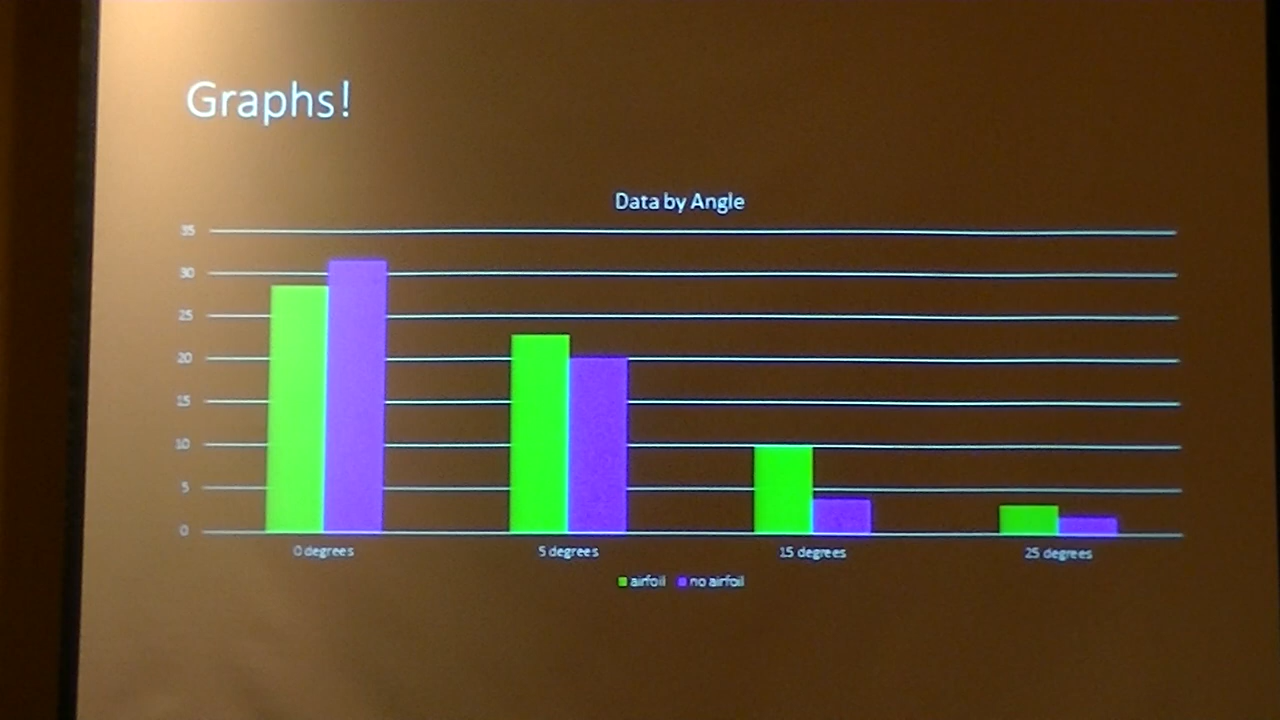 Graphs!
Data by Angle
35
30
25
20
15
10
5
0
0 degrees 5 degrees 15 degrees 25 degrees
airfoil no airfoil